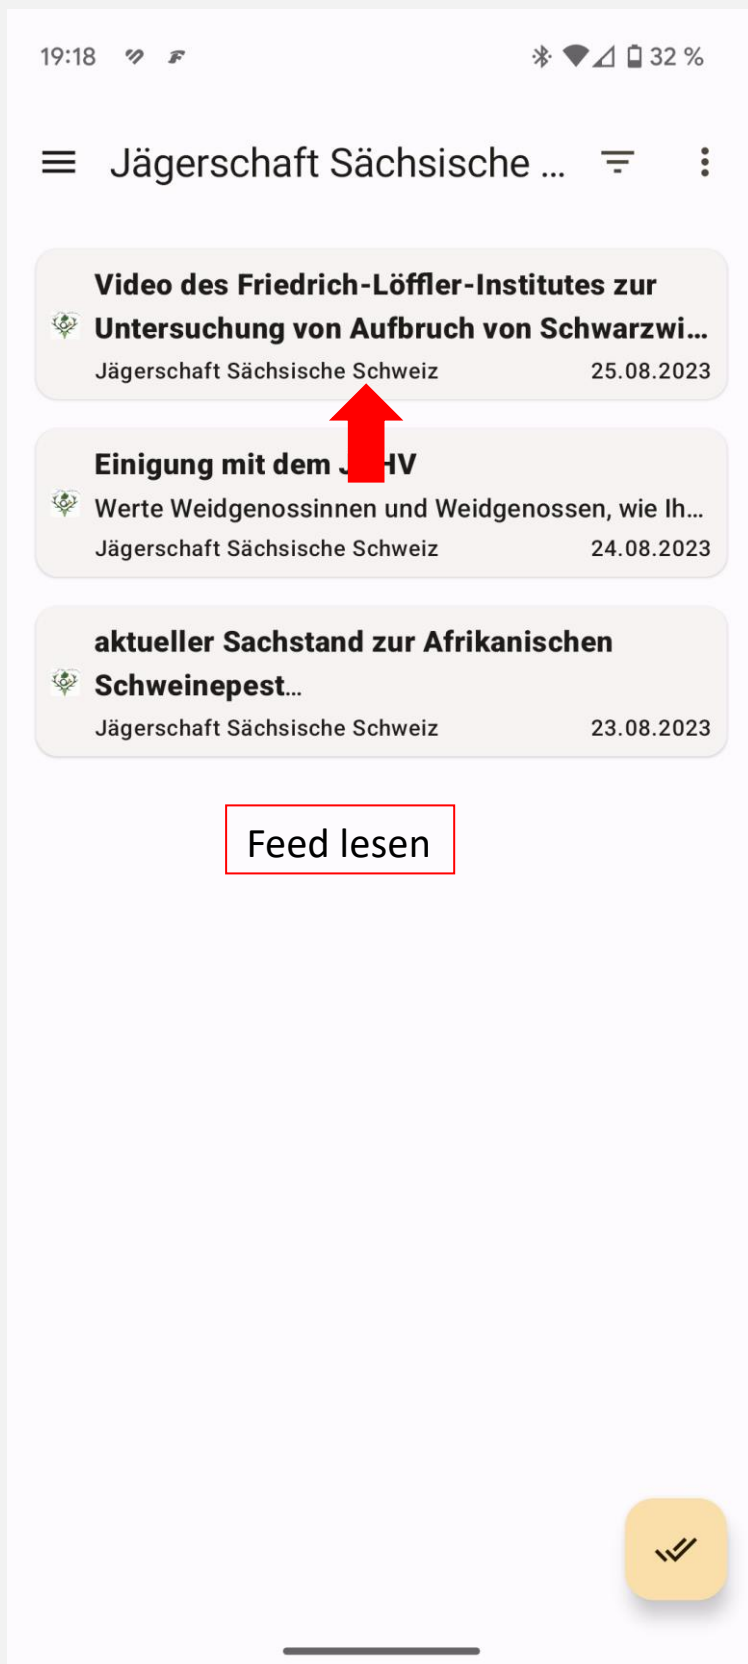 19:18
32 %
Jägerschaft Sächsische ...
Video des Friedrich-Löffler-Institutes zur
Untersuchung von Aufbruch von Schwarzwi...
Jägerschaft Sächsische Schweiz 25.08.2023
Einigung mit dem
Werte Weidgenossinnen und Weidgenossen, wie Ih...
Jägerschaft Sächsische Schweiz 24.08.2023
aktueller Sachstand zur Afrikanischen
Schweinepest...
Jägerschaft Sächsische Schweiz 23.08.2023
Feed lesen